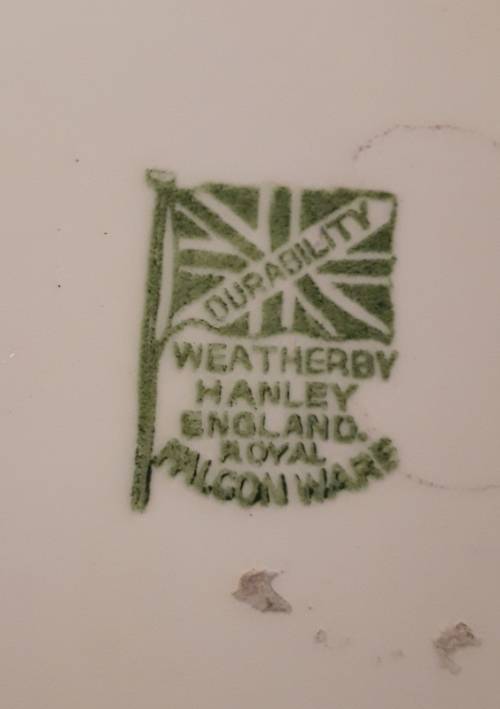 DURABILITY
WEATHERBY
HANLEY
ENGLAND.
ROYAL
FALCON WARE